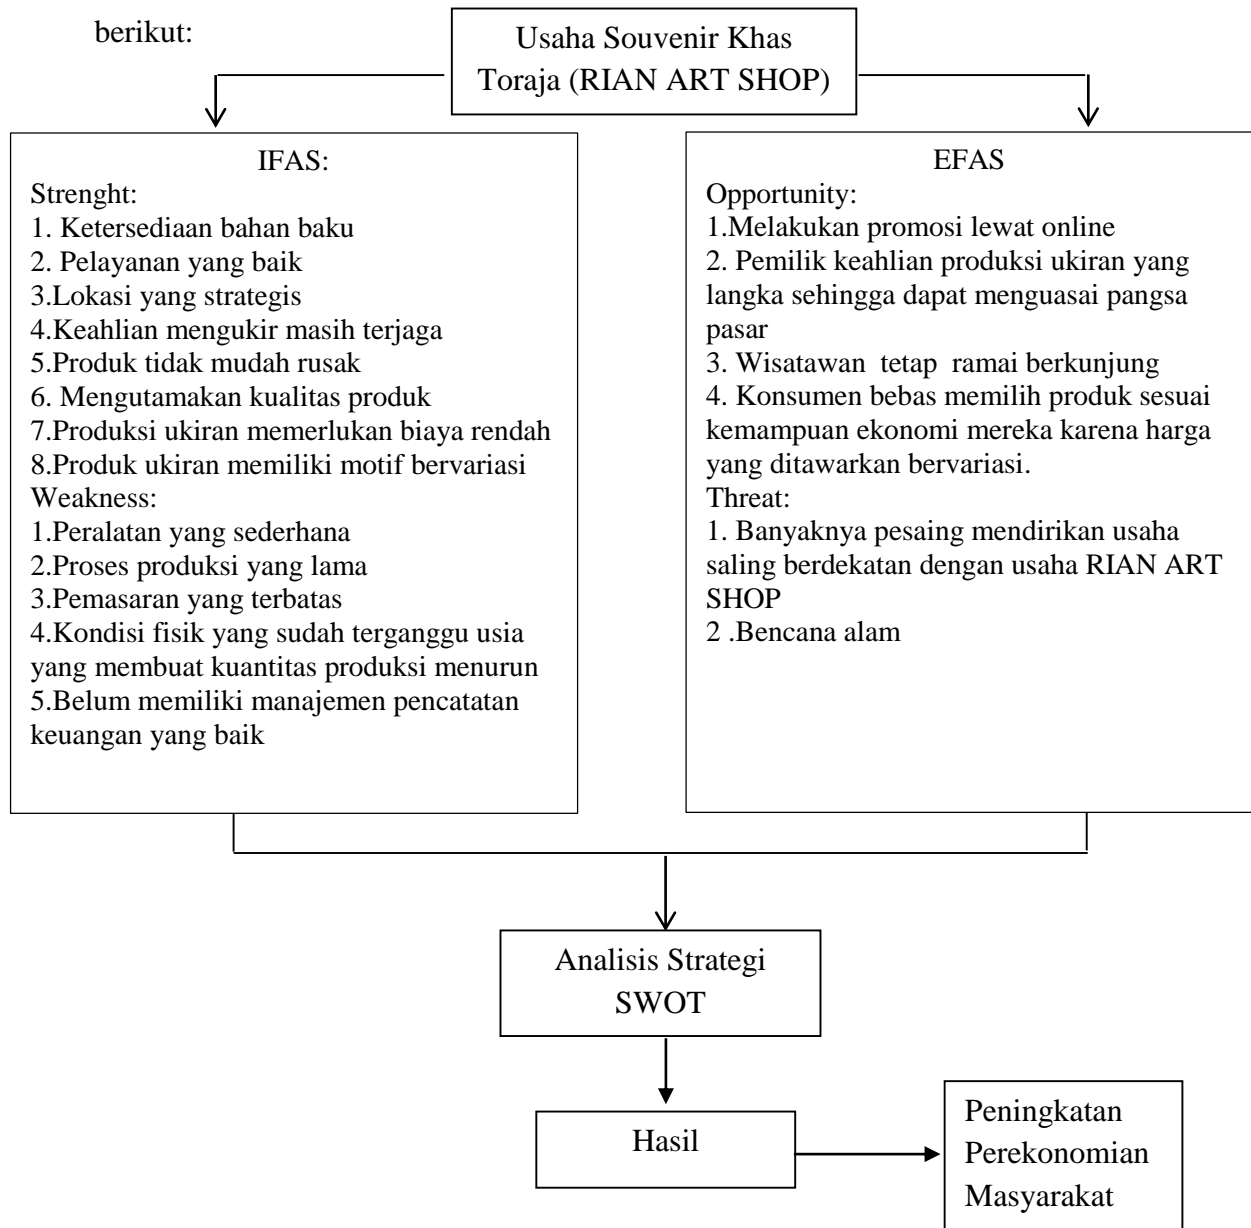 berikut:
Usaha Souvenir Khas
Toraja (RIAN ART SHOP)
IFAS:
Strenght:
1. Ketersediaan bahan baku
2. Pelayanan yang baik
3.Lokasi yang strategis
4.Keahlian mengukir masih terjaga
5.Produk tidak mudah rusak
6. Mengutamakan kualitas produk
7.Produksi ukiran memerlukan biaya rendah
8.Produk ukiran memiliki motif bervariasi
Weakness:
1.Peralatan yang sederhana
2.Proses produksi yang lama
3.Pemasaran yang terbatas
4.Kondisi fisik yang sudah terganggu usia
yang membuat kuantitas produksi menurun
5.Belum memiliki manajemen pencatatan
keuangan yang baik
EFAS
Opportunity:
1.Melakukan promosi lewat online
2. Pemilik keahlian produksi ukiran yang
langka sehingga dapat menguasai pangsa
pasar
3. Wisatawan tetap ramai berkunjung
4. Konsumen bebas memilih produk sesuai
kemampuan ekonomi mereka karena harga
yang ditawarkan bervariasi.
Threat:
1. Banyaknya pesaing mendirikan usaha
saling berdekatan dengan usaha RIAN ART
SHOP
2 .Bencana alam
Analisis Strategi
SWOT
Hasil
Peningkatan
Perekonomian
Masyarakat